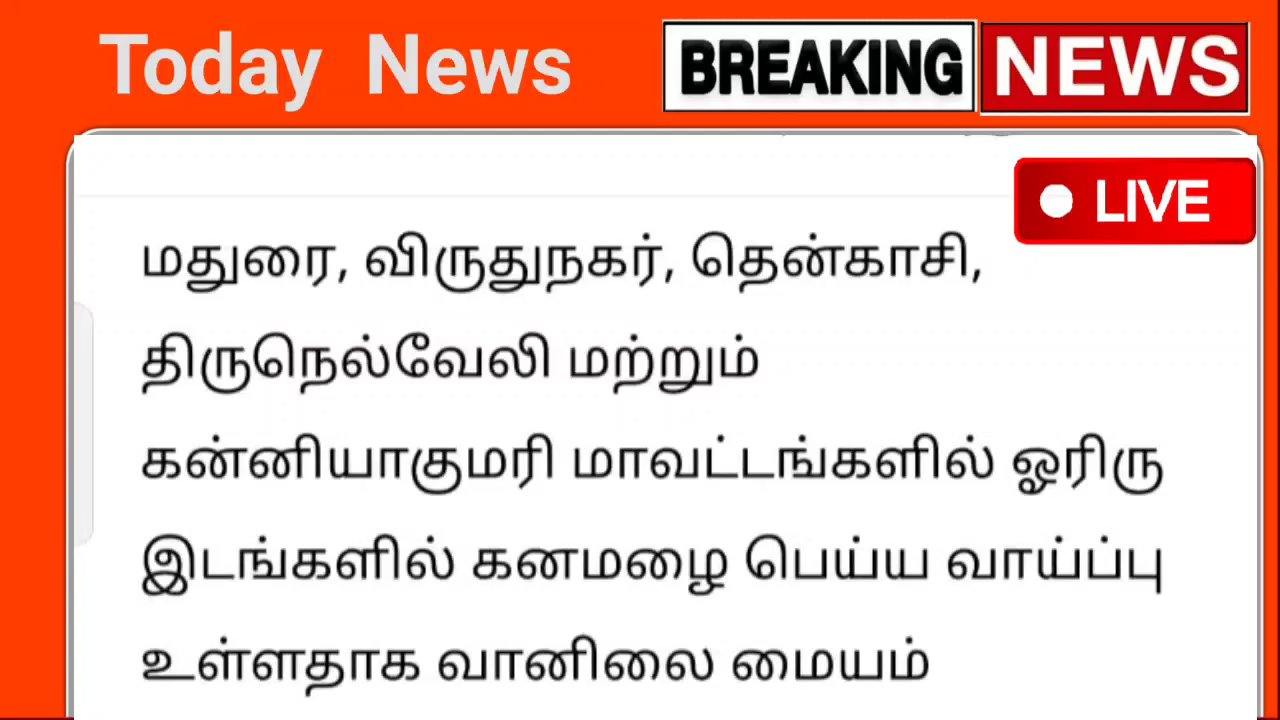 Today News
BREAKING NEWS
LIVE
மதுரை, விருதுநகர், தென்காசி,
திருநெல்வேலி மற்றும்
கன்னியாகுமரி மாவட்டங்களில் ஓரிரு
இடங்களில் கனமழை பெய்ய வாய்ப்பு
உள்ளதாக வானிலை மையம்